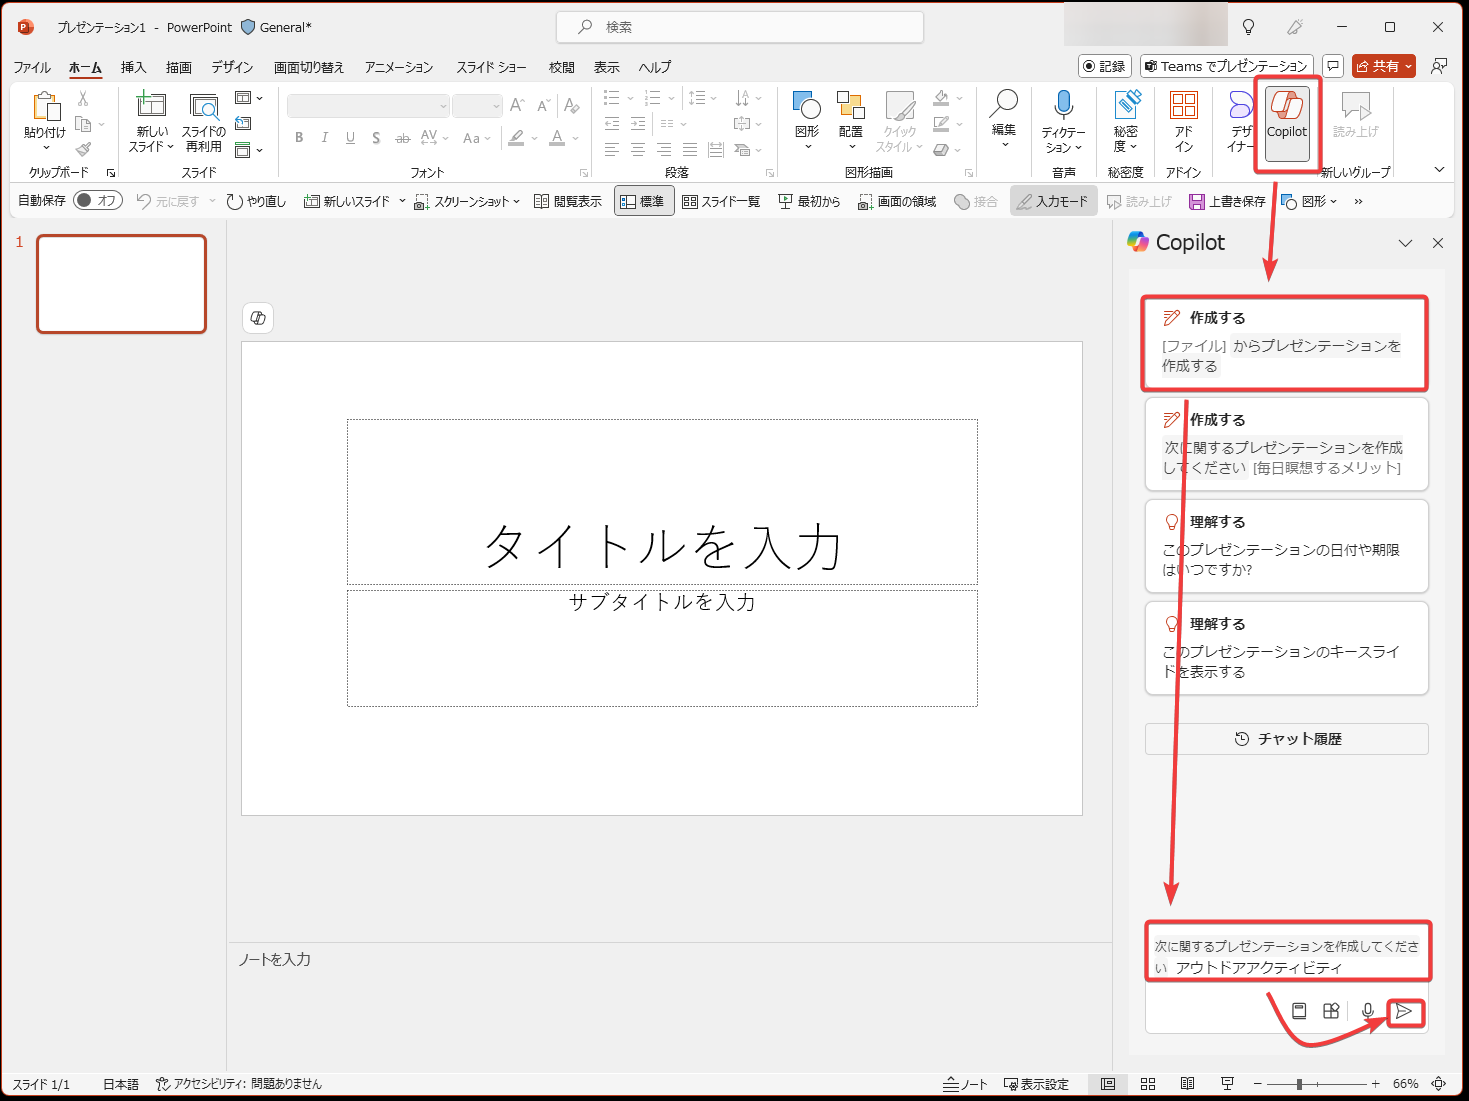 プレゼンテーション1 - PowerPoint General*
検索
ファイル ホーム 挿入 描画 デザイン 画面切り替え アニメーション スライド ショー 校閲 表示 ヘルプ
記録 Teams でプレゼンテーション 共有
貼り付け
クリップボード
新しい
スライド
スライドの
再利用
スライド
B I U S ab AV Aa A
フォント
段落
図形
配置
クイック
スタイル
図形描画
編集
ディクテー
ション
音声
秘密
度
秘密度
アド
イン
アドイン
デザ
イナー
Copilot
読み上げ
新しいグループ
自動保存 オフ 元に戻す やり直し 新しいスライド スクリーンショット 閲覧表示 標準 スライド一覧 最初から 画面の領域 接合 入力モード 読み上げ 上書き保存 図形 »
1
タイトルを入力
サブタイトルを入力
ノートを入力
Copilot
作成する
[ファイル] からプレゼンテーションを
作成する
作成する
次に関するプレゼンテーションを作成
してください [毎日瞑想するメリット]
理解する
このプレゼンテーションの日付や期限
はいつですか?
理解する
このプレゼンテーションのキースライ
ドを表示する
チャット履歴
次に関するプレゼンテーションを作成してくださ
い アウトドアアクティビティ
スライド 1/1 日本語 アクセシビリティ: 問題ありません ノート 表示設定 66%